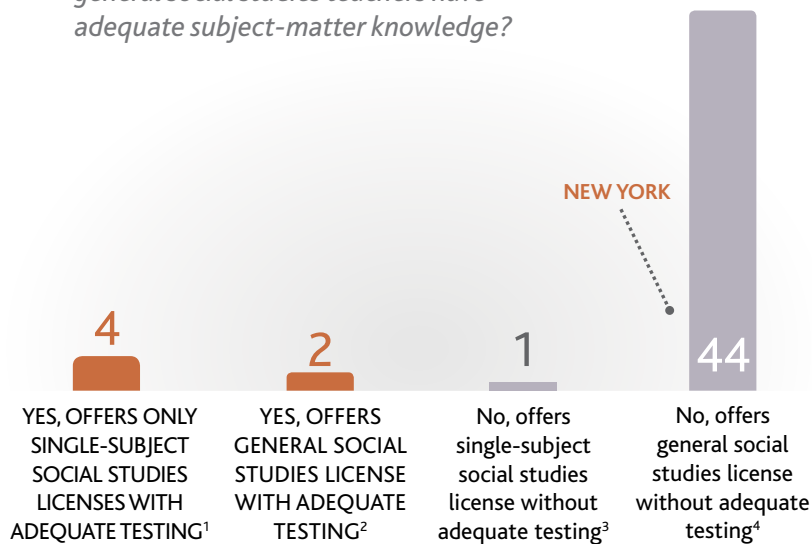 adequate subject-matter knowledge?
NEW YORK
4
2
1
44
YES, OFFERS ONLY
SINGLE-SUBJECT
SOCIAL STUDIES
LICENSES WITH
ADEQUATE TESTING¹
YES, OFFERS
GENERAL SOCIAL
STUDIES LICENSE
WITH ADEQUATE
TESTING²
No, offers
single-subject
social studies
license without
adequate testing³
No, offers
general social
studies license
without adequate
testing⁴